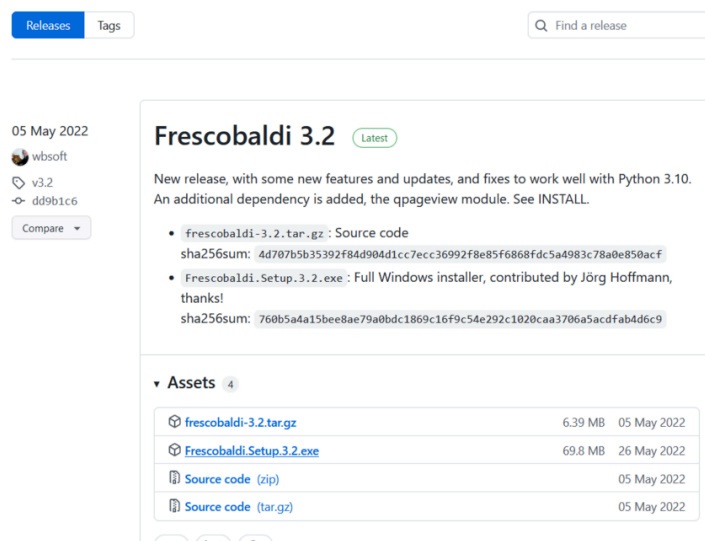 Releases Tags Find a release
05 May 2022
wbsoft
v3.2
dd9b1c6
Compare
Frescobaldi 3.2 Latest
New release, with some new features and updates, and fixes to work well with Python 3.10.
An additional dependency is added, the qpageview module. See INSTALL.
• frescobaldi-3.2.tar.gz : Source code
sha256sum: 4d707b5b35392f84d904d1cc7ecc36992f8e85f6868fdc5a4983c78a0e850acf
• Frescobaldi.Setup.3.2.exe : Full Windows installer, contributed by Jörg Hoffmann,
thanks!
sha256sum: 760b5a4a15bee8ae79a0bdc1869c16f9c54e292c1020caa3706a5acdfab4d6c9
Assets 4
frescobaldi-3.2.tar.gz 6.39 MB 05 May 2022
Frescobaldi.Setup.3.2.exe 69.8 MB 26 May 2022
Source code (zip) 05 May 2022
Source code (tar.gz) 05 May 2022